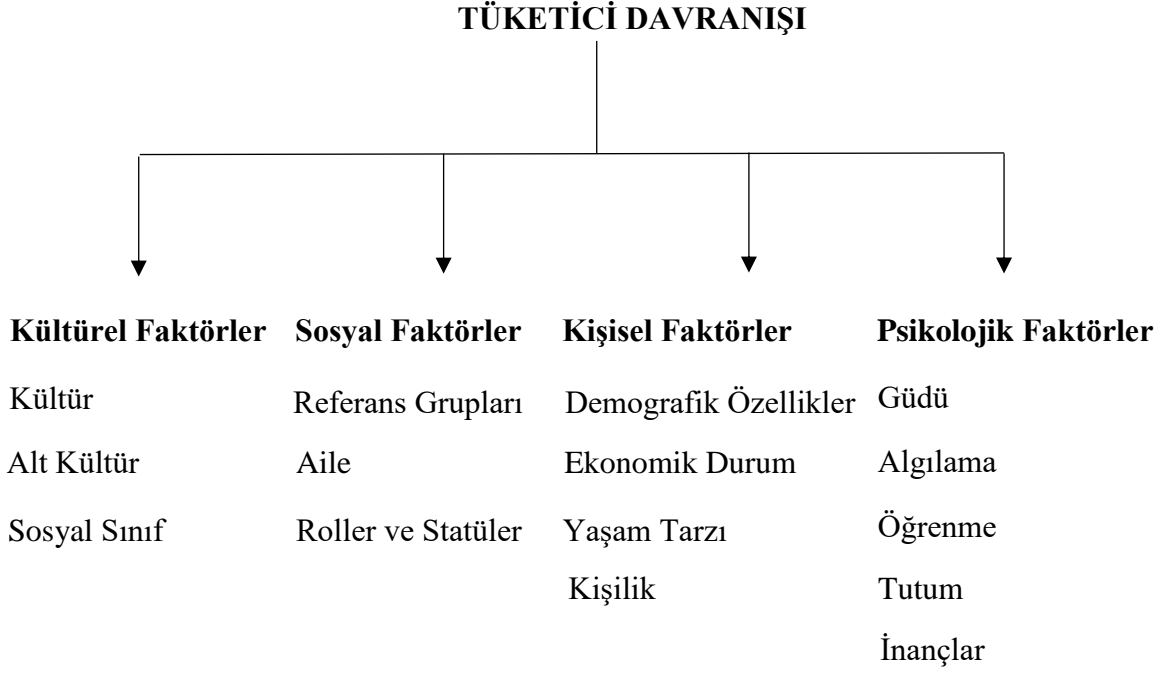 TÜKETİCİ DAVRANIŞI
Kültürel Faktörler
Kültür
Alt Kültür
Sosyal Sınıf
Sosyal Faktörler
Referans Grupları
Aile
Roller ve Statüler
Kişisel Faktörler
Demografik Özellikler
Ekonomik Durum
Yaşam Tarzı
Kişilik
Psikolojik Faktörler
Güdü
Algılama
Öğrenme
Tutum
İnançlar